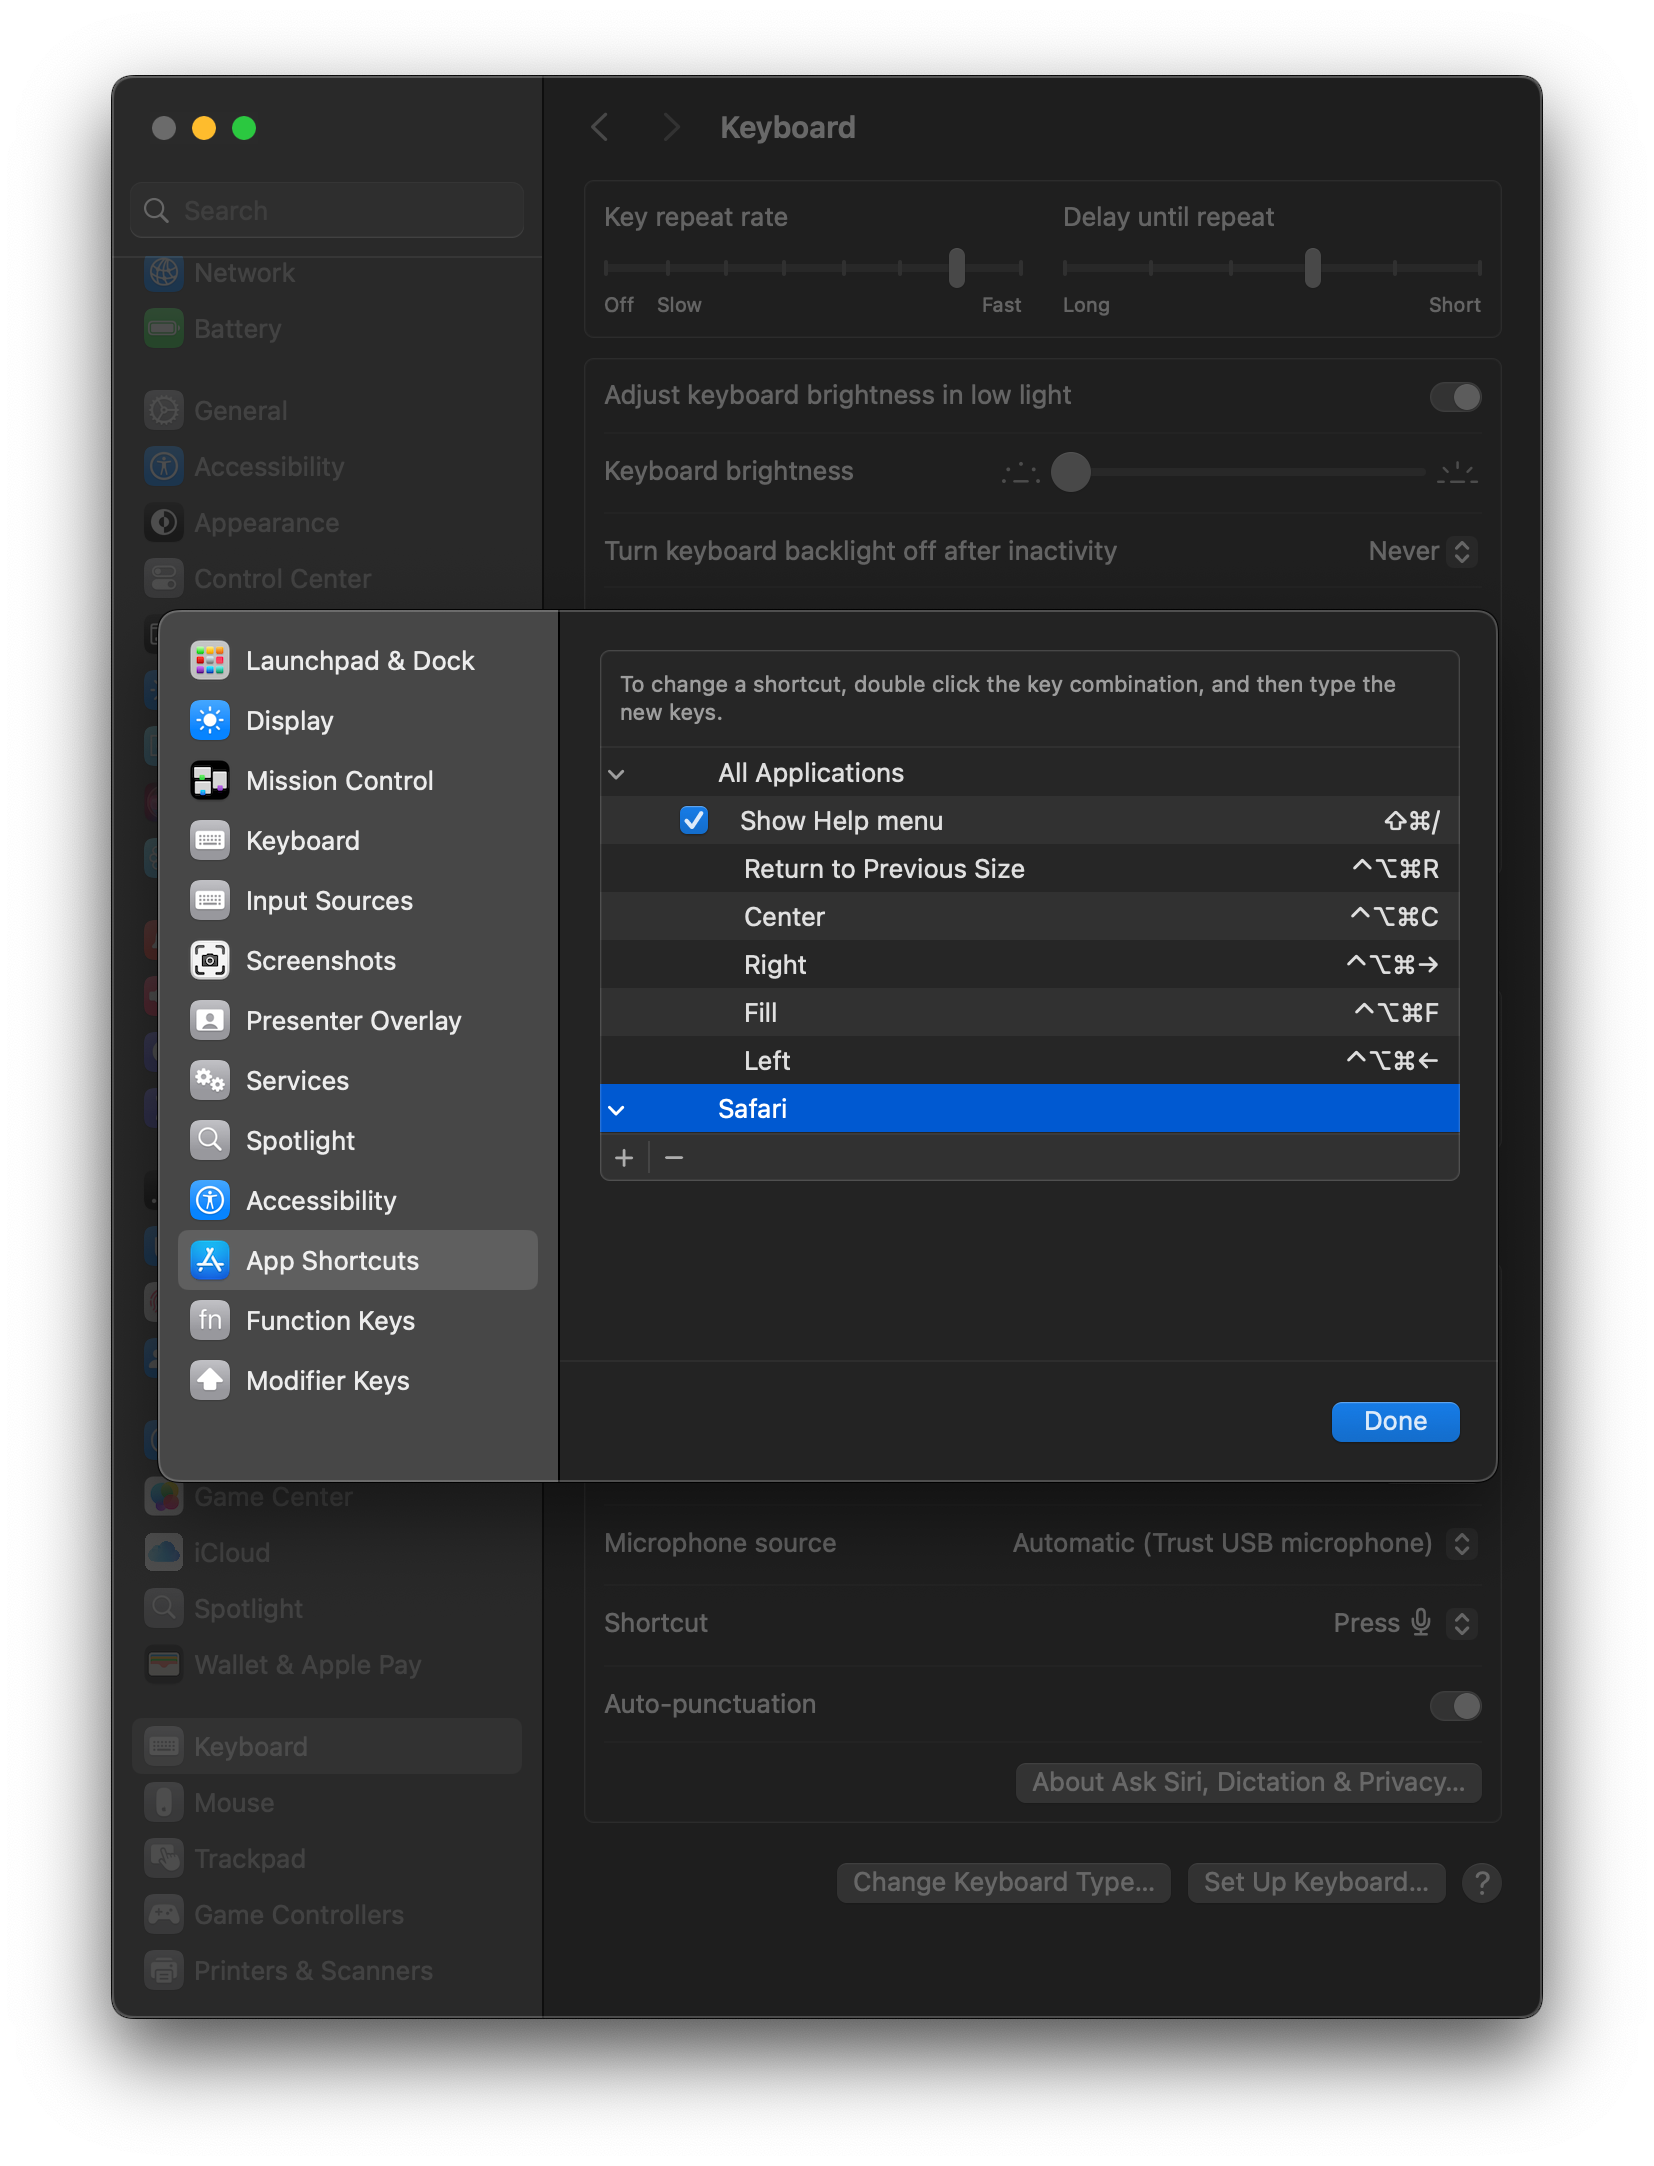 Keyboard
Search
Network
Battery
General
Accessibility
Appearance
Control Center
Key repeat rate
Delay until repeat
Off
Slow
Fast
Long
Short
Adjust keyboard brightness in low light
Keyboard brightness
Turn keyboard backlight off after inactivity
Never
Launchpad & Dock
Display
Mission Control
Keyboard
Input Sources
Screenshots
Presenter Overlay
Services
Spotlight
Accessibility
App Shortcuts
fn Function Keys
Modifier Keys
To change a shortcut, double click the key combination, and then type the
new keys.
All Applications
Show Help menu ⇧⌘/
Return to Previous Size ^⌥⌘R
Center ^⌥⌘C
Right ^⌥⌘→
Fill ^⌥⌘F
Left ^⌥⌘←
Safari
+ −
Done
Game Center
iCloud
Spotlight
Wallet & Apple Pay
Keyboard
Mouse
Trackpad
Game Controllers
Printers & Scanners
Microphone source
Automatic (Trust USB microphone)
Shortcut
Press
Auto-punctuation
About Ask Siri, Dictation & Privacy...
Change Keyboard Type...
Set Up Keyboard...
?